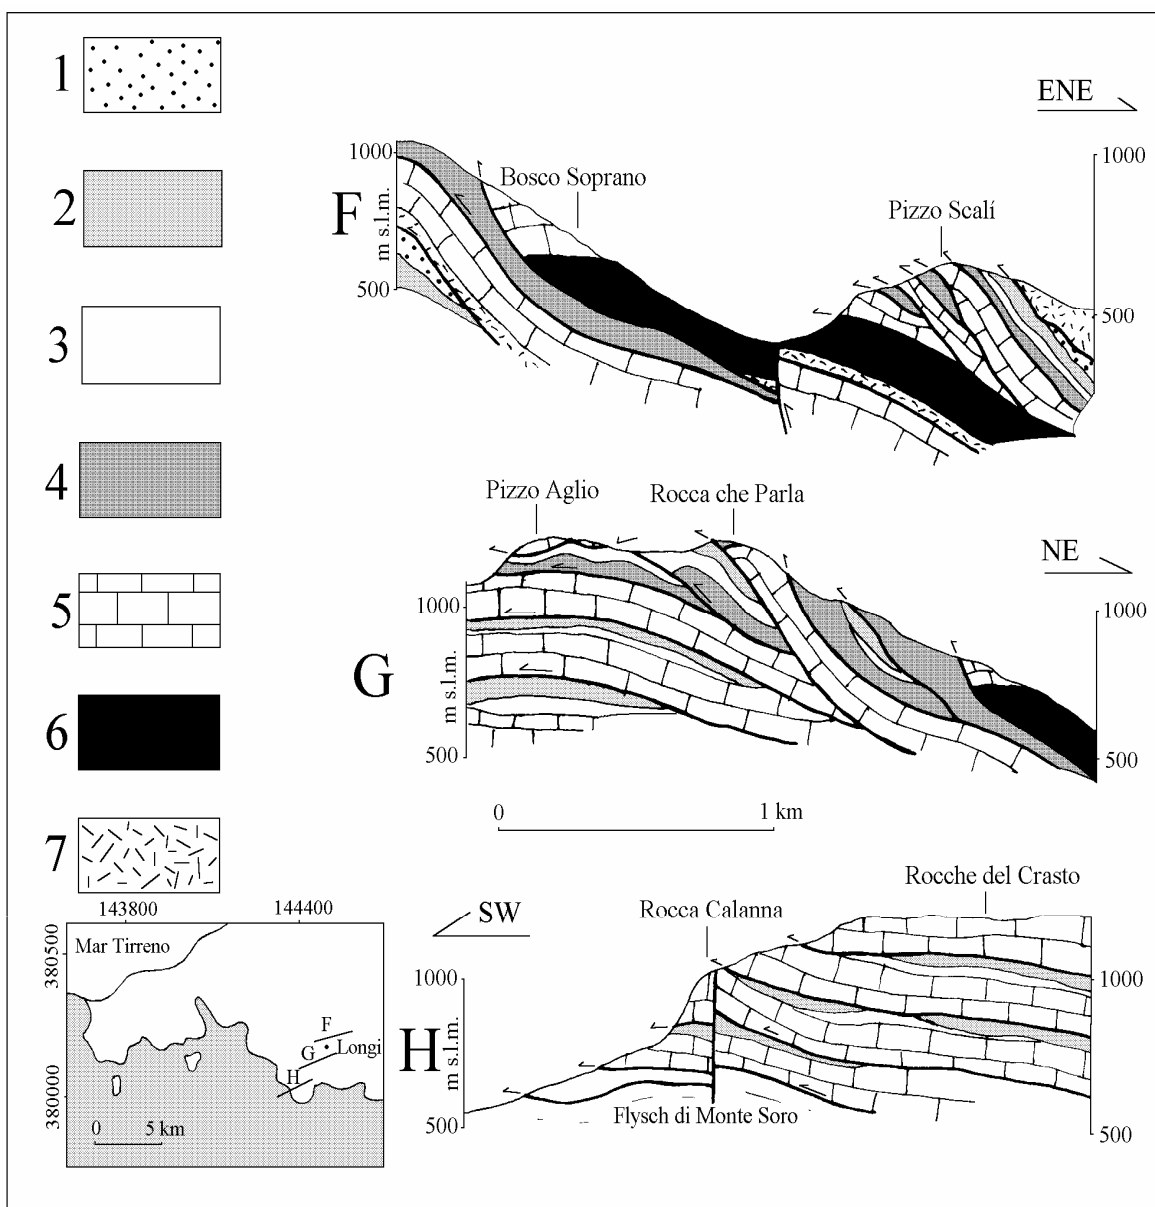 1
2
3
4
5
6
7
ENE
1000
Bosco Soprano
1000
F
m s.l.m.
Pizzo Scalí
500
500
Pizzo Aglio
Rocca che Parla
NE
1000
1000
G
m s.l.m.
500
500
0
1 km
Rocche del Crasto
SW
Rocca Calanna
1000
1000
H
m s.l.m.
Flysch di Monte Soro
500
500
143800
144400
380500
Mar Tirreno
F
G
Longi
H
380000
0
5 km